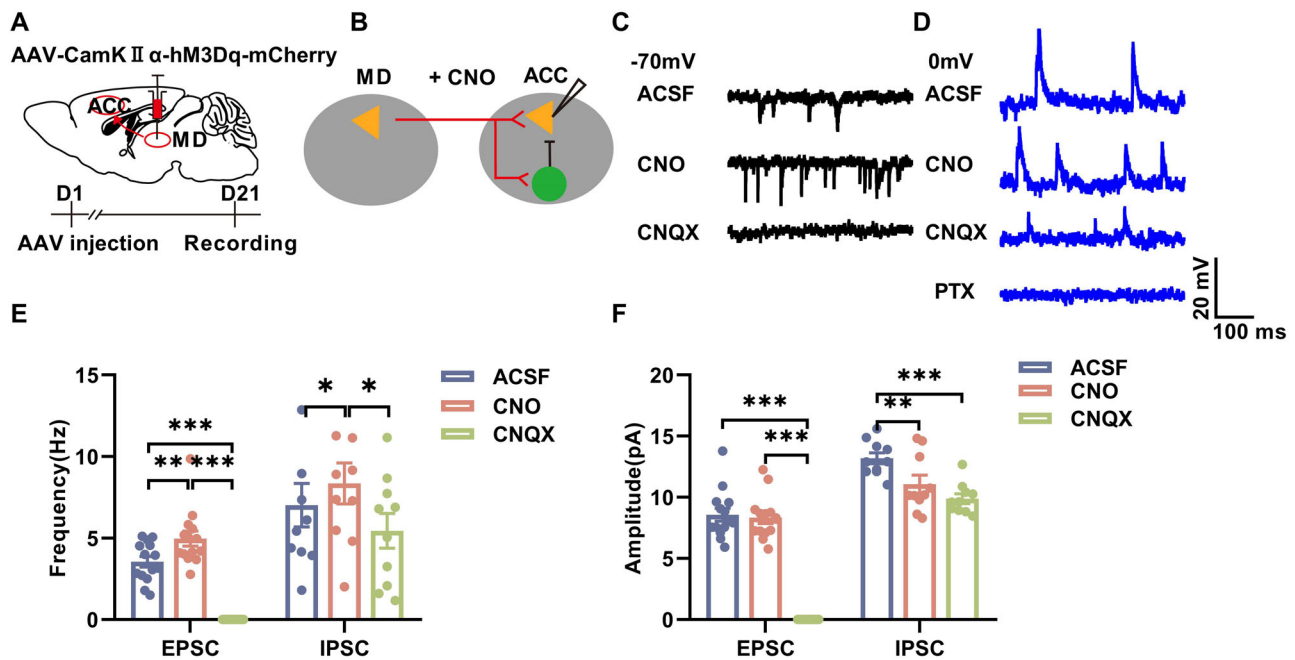 A
AAV-CamKⅡα-hM3Dq-mCherry
ACC
MD
D1
D21
AAV injection
Recording
B
MD + CNO ACC
C
-70mV
ACSF
CNO
CNQX
D
0mV
ACSF
CNO
CNQX
PTX
20 mV
100 ms
E
Frequency(Hz)
15
10
5
0
***
** ***
* *
EPSC
IPSC
ACSF
CNO
CNQX
F
Amplitude(pA)
20
15
10
5
0
***
***
***
**
EPSC
IPSC
ACSF
CNO
CNQX